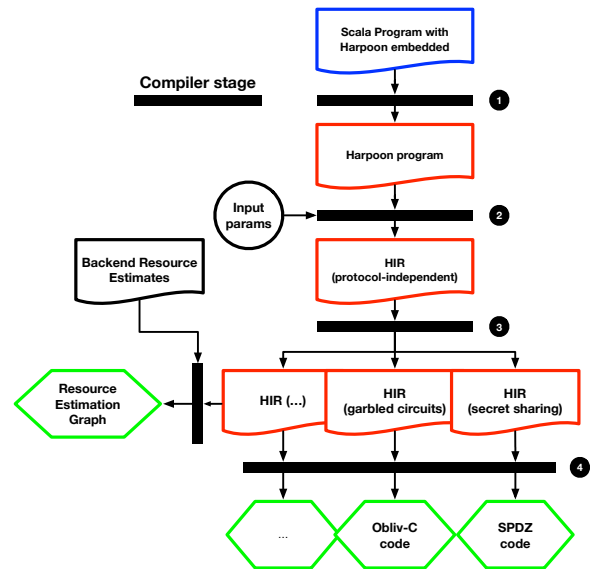 Scala Program with
Harpoon embedded
Compiler stage
1
Harpoon program
Input
params
2
Backend Resource
Estimates
HIR
(protocol-independent)
3
Resource
Estimation
Graph
HIR (...)
HIR
(garbled circuits)
HIR
(secret sharing)
4
...
Obliv-C
code
SPDZ
code